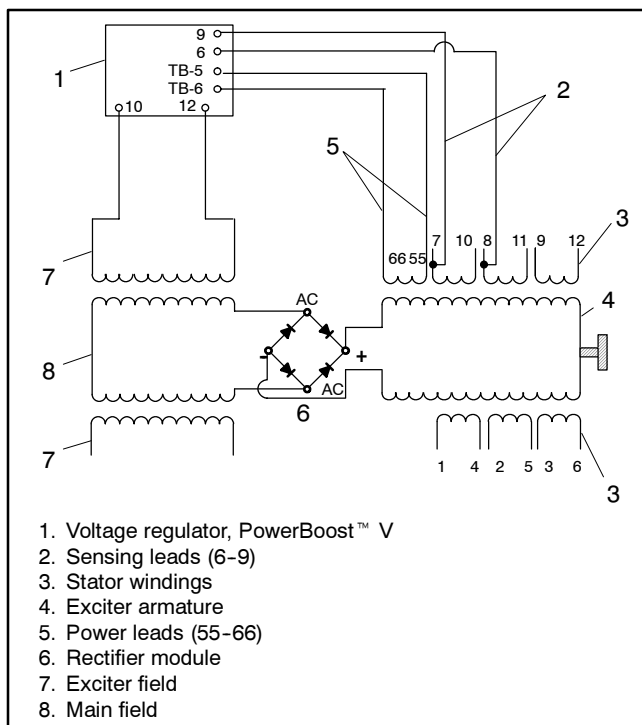 9
6
TB-5
TB-6
10 12
1
2
5
7 10 8 11 9 12
66 55
3
7
4
AC
- +
8
AC
6
7
1 4 2 5 3 6
3
1. Voltage regulator, PowerBoost™ V
2. Sensing leads (6-9)
3. Stator windings
4. Exciter armature
5. Power leads (55-66)
6. Rectifier module
7. Exciter field
8. Main field